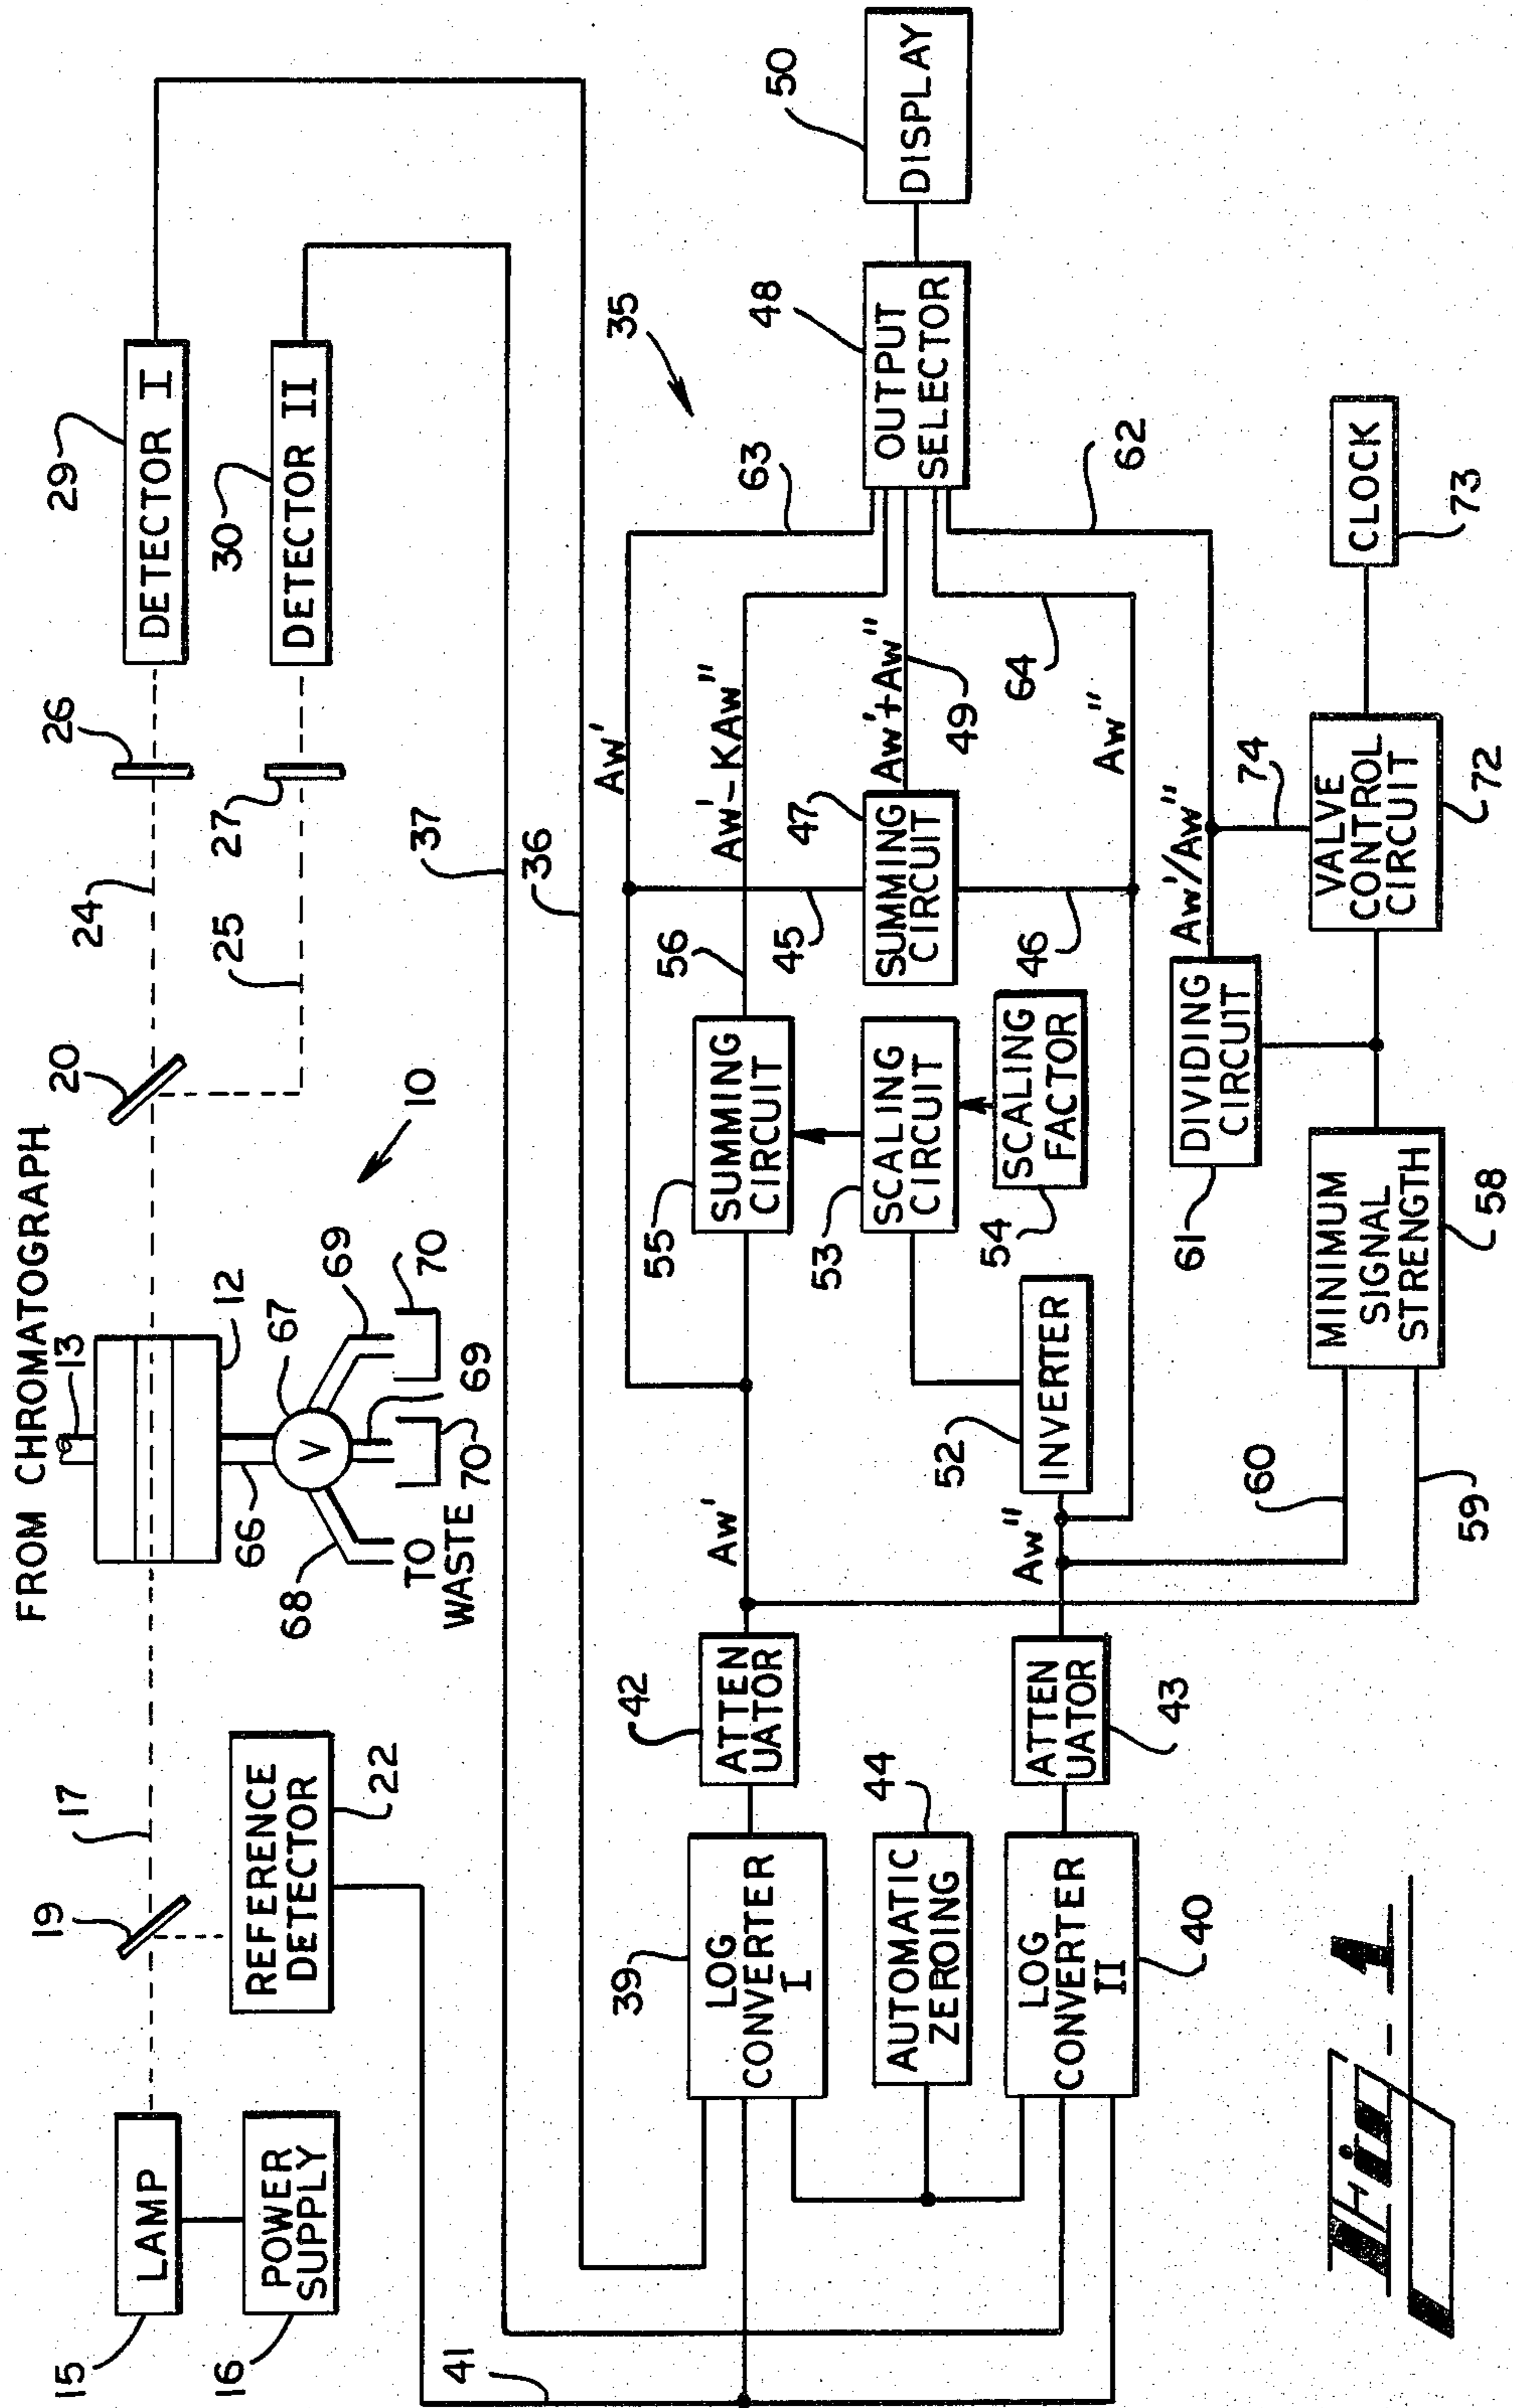 FROM CHROMATOGRAPH
15
LAMP
16
POWER
SUPPLY
19
17
REFERENCE
DETECTOR
22
13
12
66
67
V
68
69
69
70
70
TO
WASTE
10
20
24
25
26
27
29
DETECTOR I
30
DETECTOR II
37
36
41
39
LOG
CONVERTER
I
44
AUTOMATIC
ZEROING
LOG
CONVERTER
II
40
42
ATTEN
UATOR
ATTEN
UATOR
43
Aw'
Aw"
52
INVERTER
55
SUMMING
CIRCUIT
53
SCALING
CIRCUIT
54
SCALING
FACTOR
56
45
46
47
SUMMING
CIRCUIT
Aw'
Aw'-KAw"
Aw'+Aw"
49
Aw"
64
63
62
35
48
OUTPUT
SELECTOR
50
DISPLAY
60
59
MINIMUM
SIGNAL
STRENGTH
58
61
DIVIDING
CIRCUIT
Aw'/Aw"
74
VALVE
CONTROL
CIRCUIT
72
CLOCK
73
Fig-1